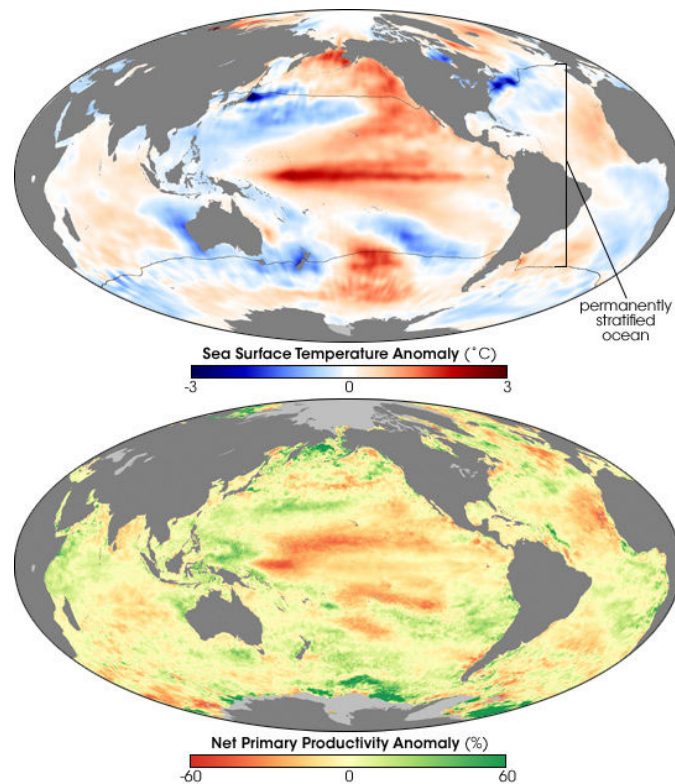 permanently
stratified
ocean
Sea Surface Temperature Anomaly (˚C)
-3 0 3
Net Primary Productivity Anomaly (%)
-60 0 60